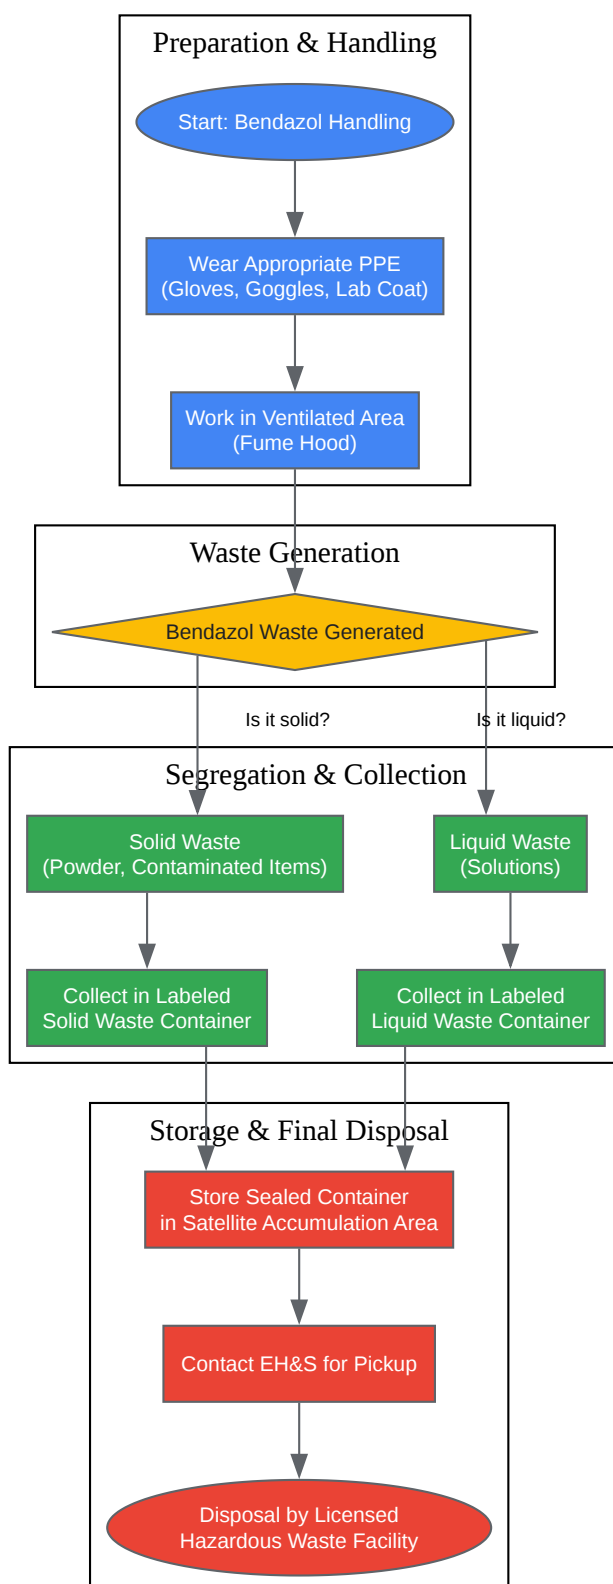 Preparation & Handling
Start: Bendazol Handling
Wear Appropriate PPE
(Gloves, Goggles, Lab Coat)
Work in Ventilated Area
(Fume Hood)
Waste Generation
Bendazol Waste Generated
Is it solid?
Is it liquid?
Segregation & Collection
Solid Waste
(Powder, Contaminated Items)
Liquid Waste
(Solutions)
Collect in Labeled
Solid Waste Container
Collect in Labeled
Liquid Waste Container
Storage & Final Disposal
Store Sealed Container
in Satellite Accumulation Area
Contact EH&S for Pickup
Disposal by Licensed
Hazardous Waste Facility